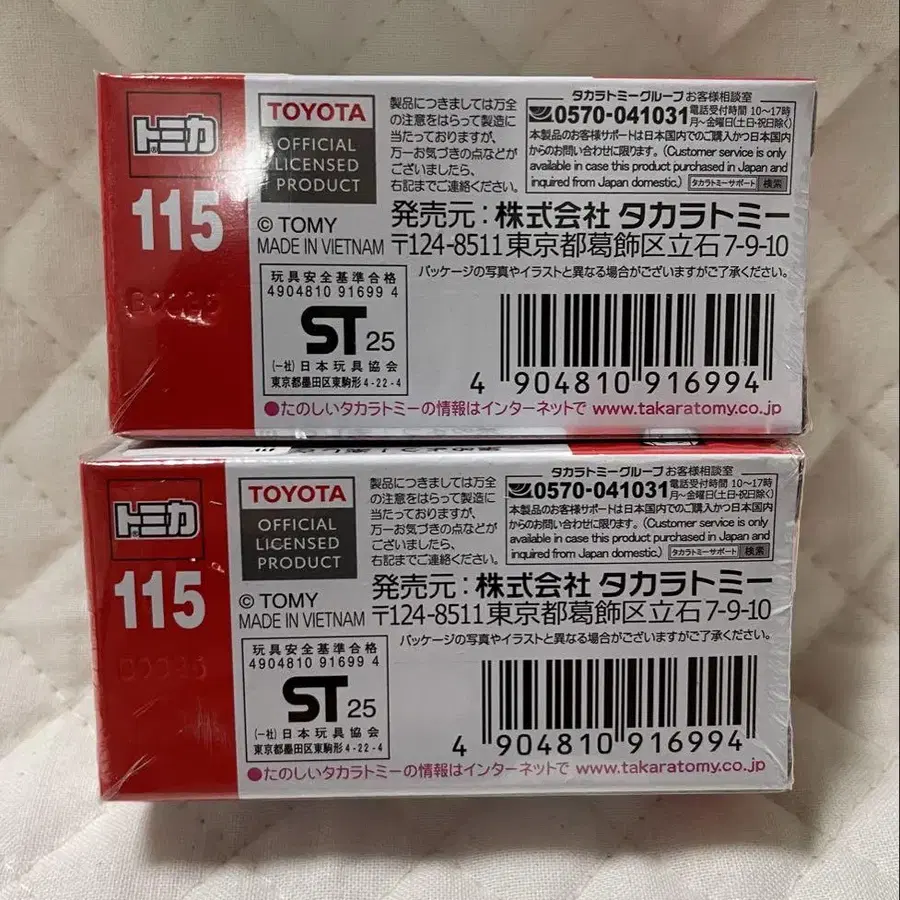 トミカ
115
TOYOTA
OFFICIAL
LICENSED
PRODUCT
© TOMY
MADE IN VIETNAM
製品につきましては万全
の注意をはらって製造に
当たっておりますが、
万一お気づきの点などが
ございましたら、
右記までご連絡ください。
タカラトミーグループ お客様相談室
0570-041031 電話受付時間 10~17時
月~金曜日(土・日・祝日除く)
本製品のお客様サポートは日本国内でのご購入かつ日本国内
からのお問い合わせに限ります。(Customer service is only
available in case this product purchased in Japan and
inquired from Japan domestic.) タカラトミーサポート 検索
発売元:株式会社 タカラトミー
〒124-8511 東京都葛飾区立石7-9-10
パッケージの写真やイラストと異なる場合がございますがご了承ください。
玩具安全基準合格
4904810 91699 4
ST 25
(一社)日本玩具協会
東京都墨田区東駒形4-22-4
4 904810 916994
●たのしいタカラトミーの情報はインターネットで www.takaratomy.co.jp
トミカ
115
TOYOTA
OFFICIAL
LICENSED
PRODUCT
© TOMY
MADE IN VIETNAM
製品につきましては万全
の注意をはらって製造に
当たっておりますが、
万一お気づきの点などが
ございましたら、
右記までご連絡ください。
タカラトミーグループ お客様相談室
0570-041031 電話受付時間 10~17時
月~金曜日(土・日・祝日除く)
本製品のお客様サポートは日本国内でのご購入かつ日本国内
からのお問い合わせに限ります。(Customer service is only
available in case this product purchased in Japan and
inquired from Japan domestic.) タカラトミーサポート 検索
発売元:株式会社 タカラトミー
〒124-8511 東京都葛飾区立石7-9-10
パッケージの写真やイラストと異なる場合がございますがご了承ください。
玩具安全基準合格
4904810 91699 4
ST 25
(一社)日本玩具協会
東京都墨田区東駒形4-22-4
4 904810 916994
●たのしいタカラトミーの情報はインターネットで www.takaratomy.co.jp